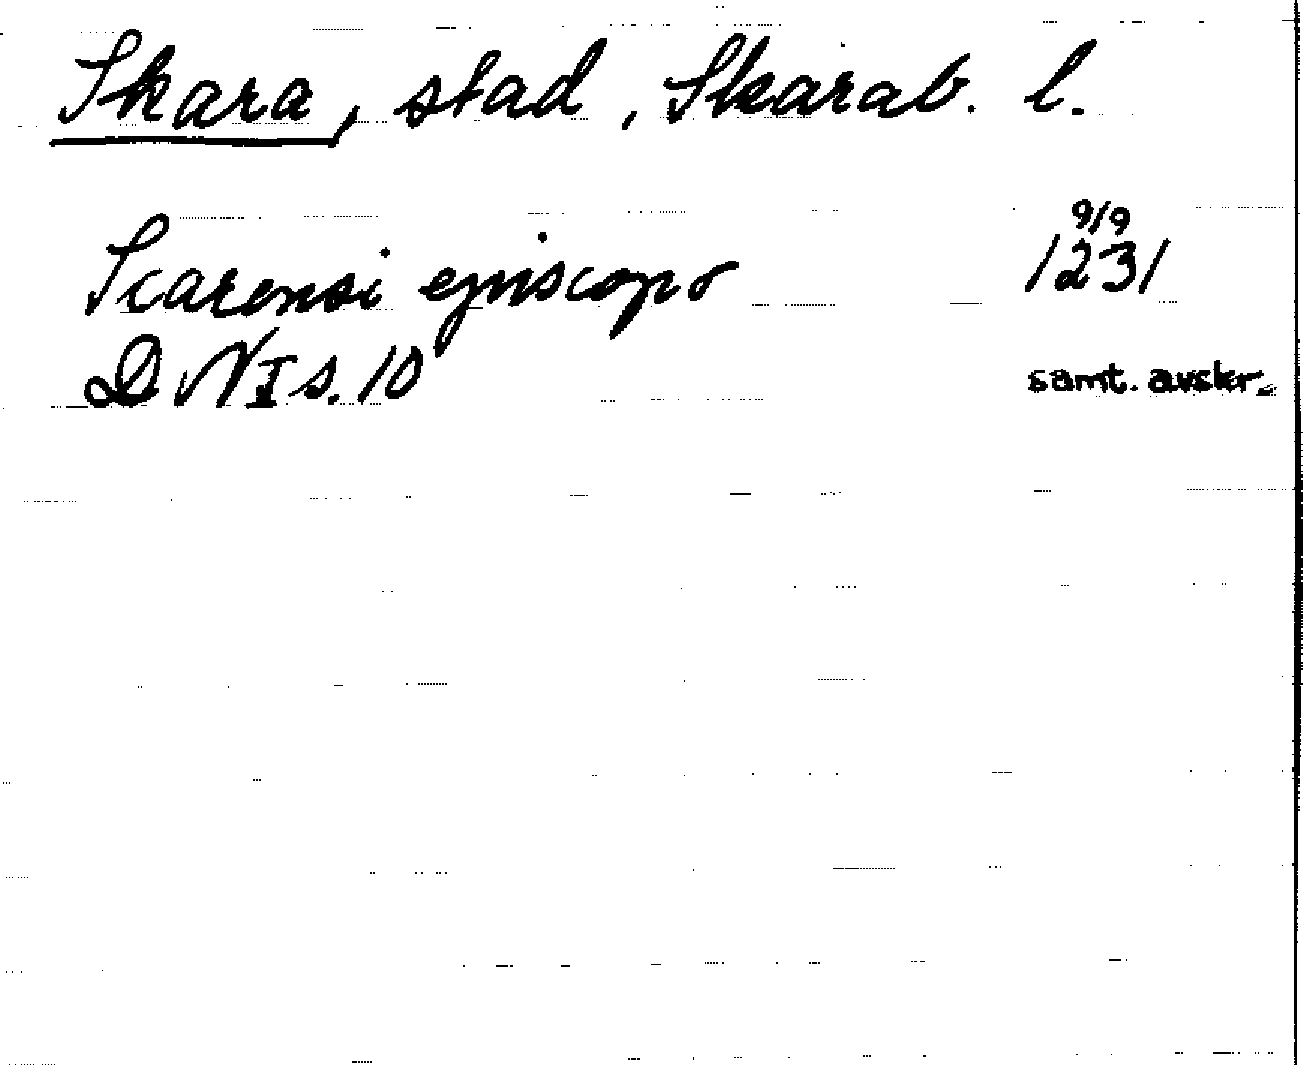 Skara, stad, Skarab. l.
Scarensi episcopo 9/9 1231
DN I s. 10 samt. avskr.